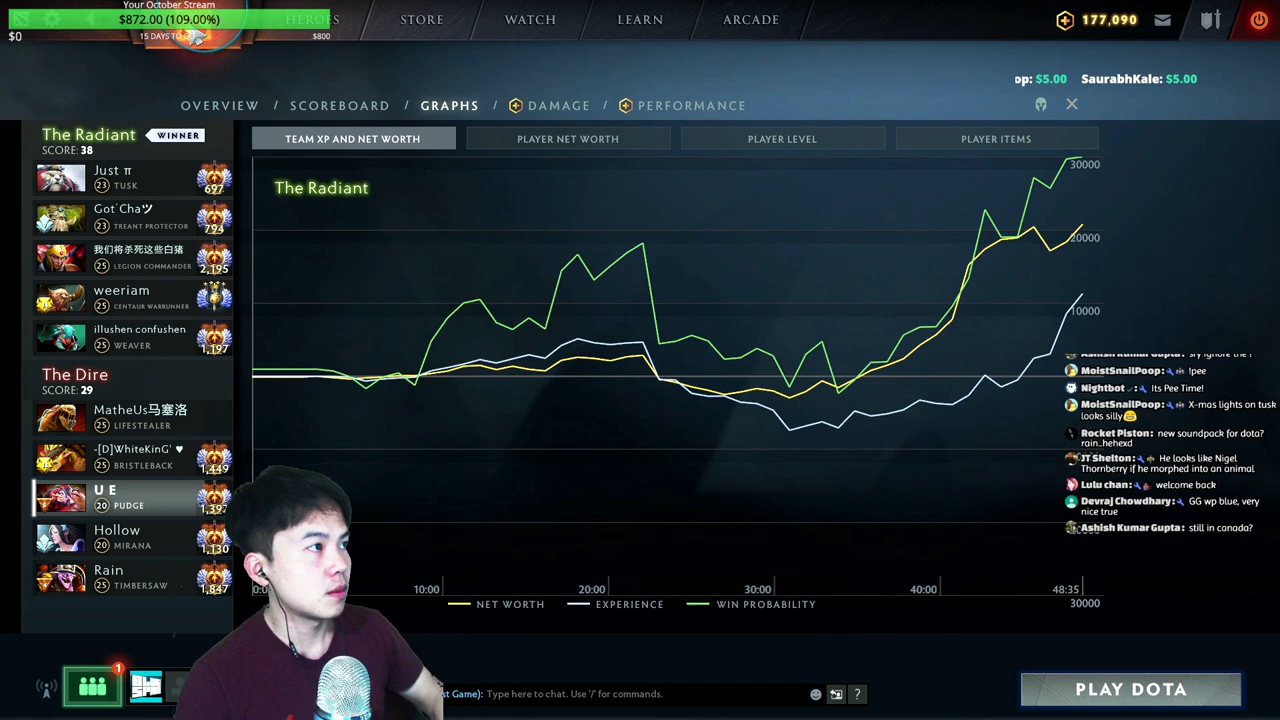 Your October Stream
$872.00 (109.00%)
$0
15 DAYS TO GO
$800
HEROES
STORE
WATCH
LEARN
ARCADE
177,090
op: $5.00 SaurabhKale: $5.00
OVERVIEW / SCOREBOARD / GRAPHS / DAMAGE / PERFORMANCE
TEAM XP AND NET WORTH
PLAYER NET WORTH
PLAYER LEVEL
PLAYER ITEMS
The Radiant
WINNER
SCORE: 38
Just π
23 TUSK
697
Got´Chaツ
23 TREANT PROTECTOR
794
我们将杀死这些白猪
25 LEGION COMMANDER
2,195
weeriam
25 CENTAUR WARRUNNER
illushen confushen
25 WEAVER
1,197
The Dire
SCORE: 29
MatheUs马塞洛
25 LIFESTEALER
-[D]WhiteKinG' ♥
25 BRISTLEBACK
1,449
U E
20 PUDGE
1,397
Hollow
20 MIRANA
1,130
Rain
25 TIMBERSAW
1,847
The Radiant
30000
20000
10000
10:00
20:00
30:00
40:00
48:35
30000
NET WORTH
EXPERIENCE
WIN PROBABILITY
MoistSnailPoop: !pee
Nightbot: Its Pee Time!
MoistSnailPoop: X-mas lights on tusk
looks silly😂
Rocket Piston: new soundpack for dota?
rain..hehexd
JT Shelton: He looks like Nigel
Thornberry if he morphed into an
animal
Lulu chan: welcome back
Devraj Chowdhary: GG wp blue, very
nice true
Ashish Kumar Gupta: still in canada?
1
st Game): Type here to chat. Use '/' for commands.
?
PLAY DOTA